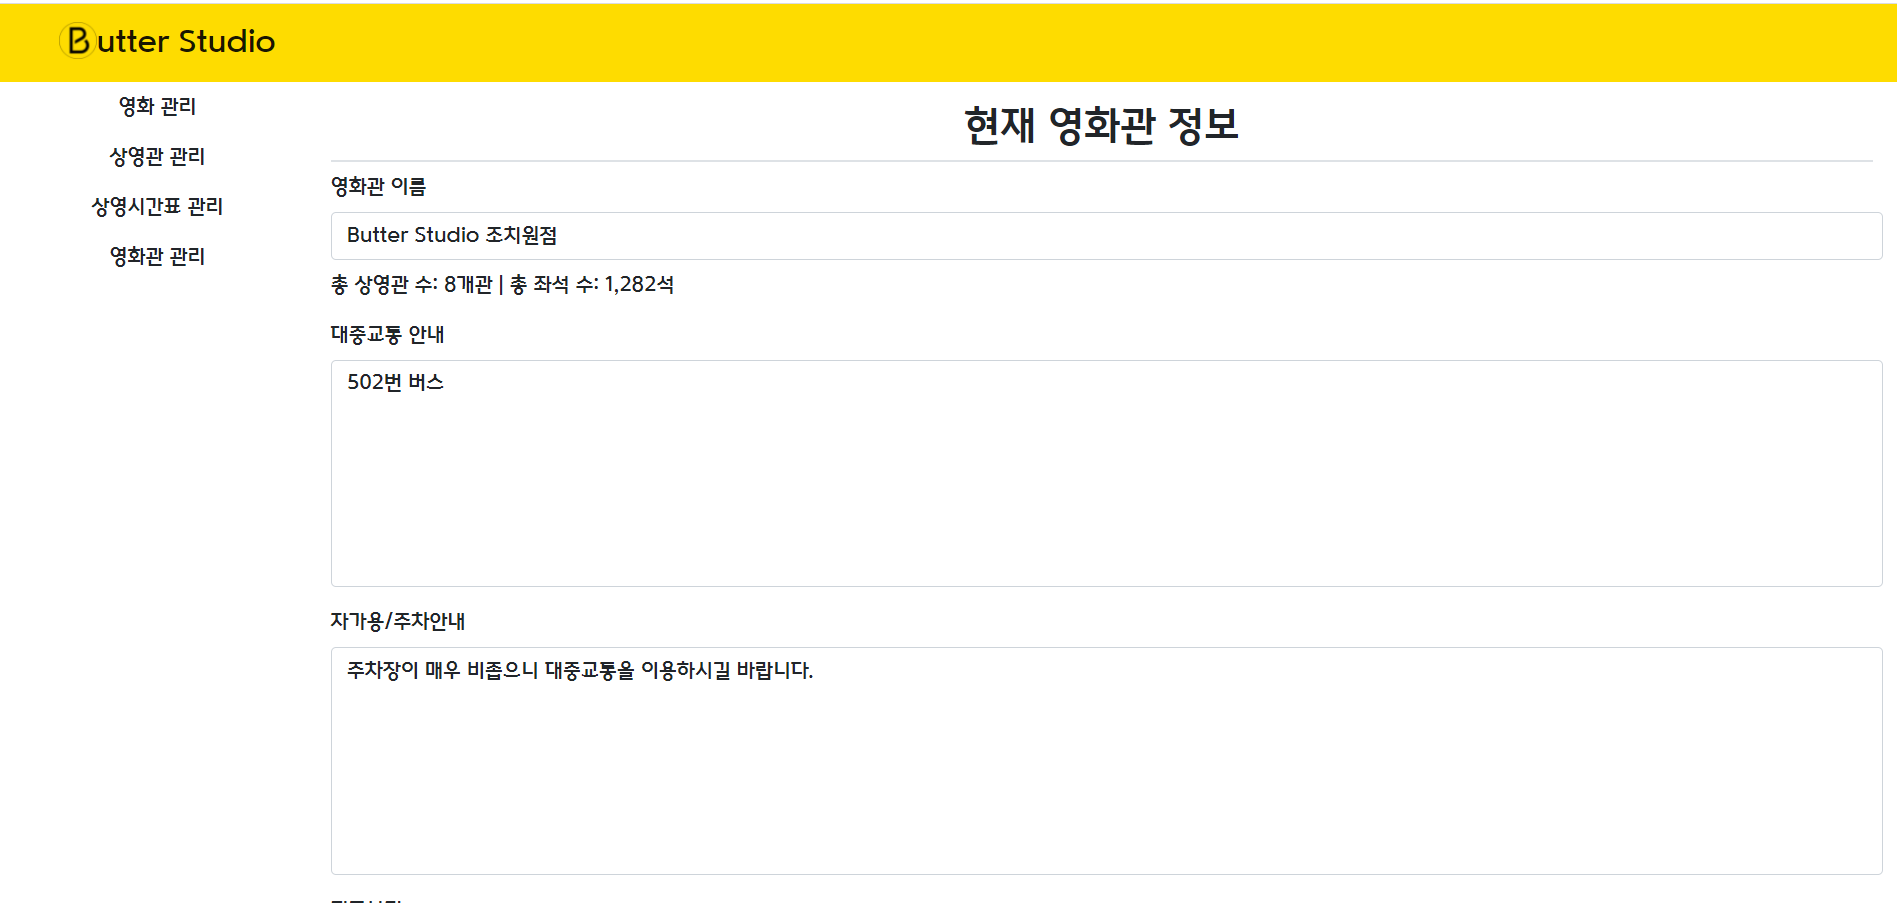 Butter Studio
영화 관리
상영관 관리
상영시간표 관리
영화관 관리
현재 영화관 정보
영화관 이름
Butter Studio 조치원점
총 상영관 수: 8개관 | 총 좌석 수: 1,282석
대중교통 안내
502번 버스
자가용/주차안내
주차장이 매우 비좁으니 대중교통을 이용하시길 바랍니다.